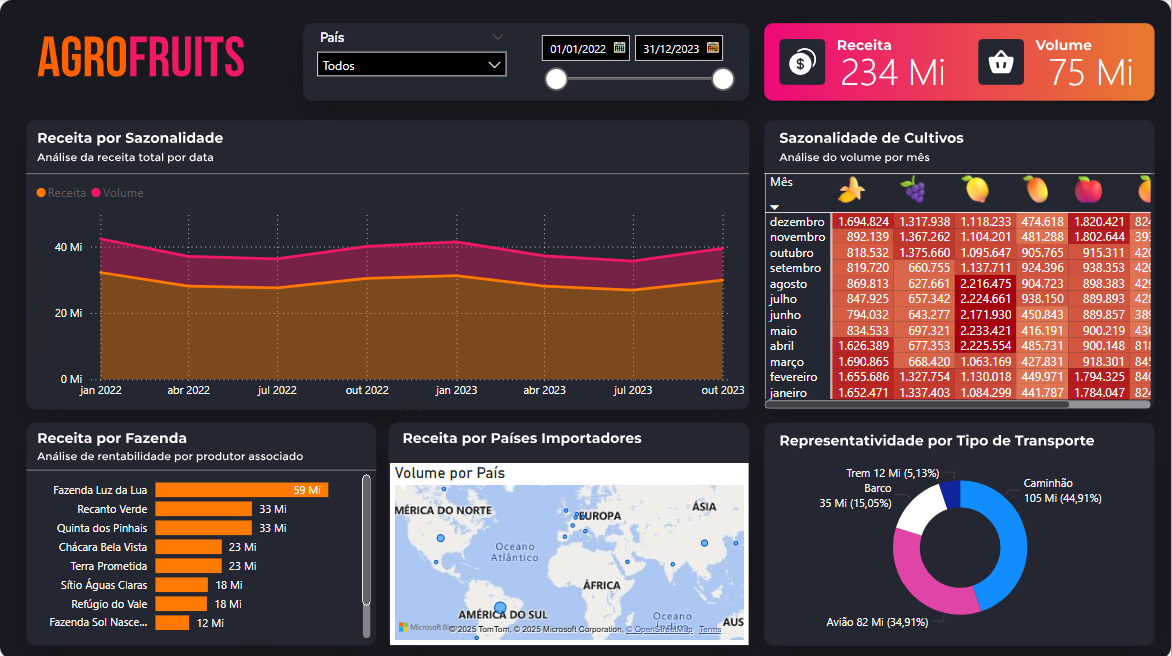 AGROFRUITS
País
Todos
01/01/2022
31/12/2023
Receita
234 Mi
Volume
75 Mi
Receita por Sazonalidade
Análise da receita total por data
Receita Volume
40 Mi
20 Mi
0 Mi
jan 2022 abr 2022 jul 2022 out 2022 jan 2023 abr 2023 jul 2023 out 2023
Sazonalidade de Cultivos
Análise do volume por mês
Mês
dezembro 1.694.824 1.317.938 1.118.233 474.618 1.820.421 82
novembro 892.139 1.367.262 1.104.201 481.288 1.802.644 39
outubro 818.532 1.375.660 1.095.647 905.765 915.311 42
setembro 819.720 660.755 1.137.711 924.396 938.353 42
agosto 869.813 627.661 2.216.475 904.723 898.383 42
julho 847.925 657.342 2.224.661 938.150 889.893 42
junho 794.032 643.277 2.171.930 450.843 889.857 38
maio 834.533 697.321 2.233.421 416.191 900.219 43
abril 1.626.389 677.353 2.225.554 485.731 900.148 81
março 1.690.865 668.420 1.063.169 427.831 918.301 84
fevereiro 1.655.686 1.327.754 1.130.018 449.971 1.794.325 84
janeiro 1.652.471 1.337.403 1.084.299 441.787 1.784.047 82
Receita por Fazenda
Análise de rentabilidade por produtor associado
Fazenda Luz da Lua 59 Mi
Recanto Verde 33 Mi
Quinta dos Pinhais 33 Mi
Chácara Bela Vista 23 Mi
Terra Prometida 23 Mi
Sítio Águas Claras 18 Mi
Refúgio do Vale 18 Mi
Fazenda Sol Nasce... 12 Mi
Receita por Países Importadores
Volume por País
MÉRICA DO NORTE
EUROPA
ÁSIA
Oceano
Atlântico
ÁFRICA
AMÉRICA DO SUL
Oceano
Índico
AUS
Microsoft Bing
© 2025 TomTom, © 2025 Microsoft Corporation, © OpenStreetMap Terms
Representatividade por Tipo de Transporte
Trem 12 Mi (5,13%)
Barco
35 Mi (15,05%)
Caminhão
105 Mi (44,91%)
Avião 82 Mi (34,91%)